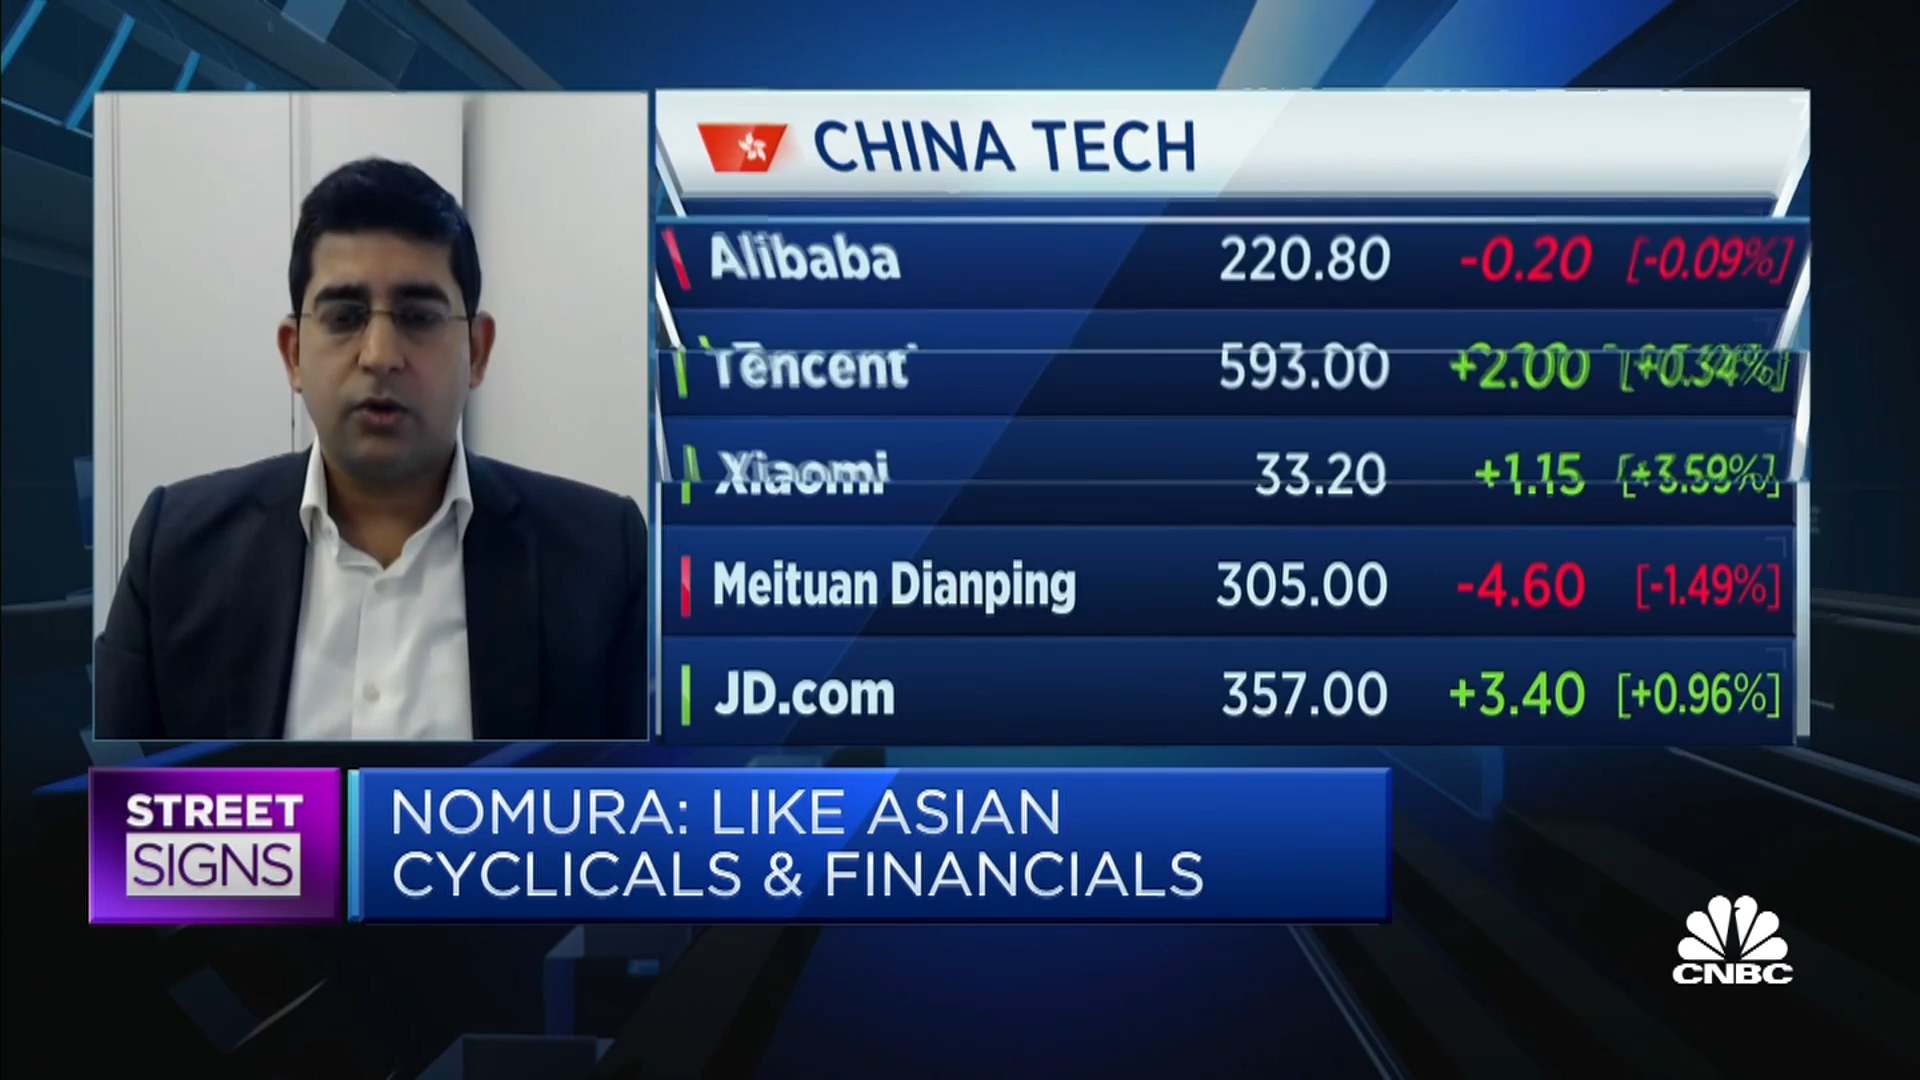 CHINA TECH
Alibaba 220.80 -0.20 [-0.09%]
Tencent 593.00 +2.00
Xiaomi 33.20 +1.15 [+3.59%]
Meituan Dianping 305.00 -4.60 [-1.49%]
JD.com 357.00 +3.40 [+0.96%]
STREET
SIGNS
NOMURA: LIKE ASIAN
CYCLICALS & FINANCIALS
CNBC